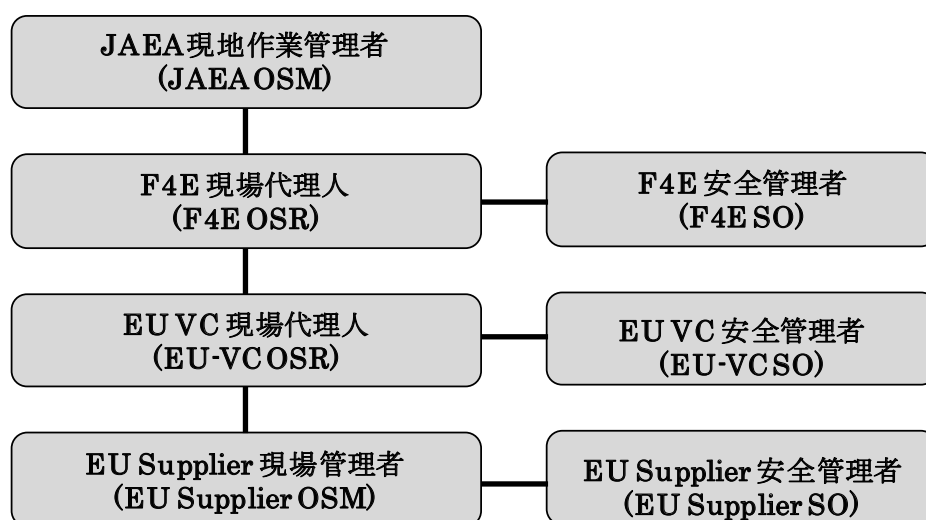 JAEA現地作業管理者
(JAEA OSM)
F4E 現場代理人
(F4E OSR)
F4E 安全管理者
(F4E SO)
EU VC 現場代理人
(EU-VC OSR)
EU VC 安全管理者
(EU-VC SO)
EU Supplier 現場管理者
(EU Supplier OSM)
EU Supplier 安全管理者
(EU Supplier SO)